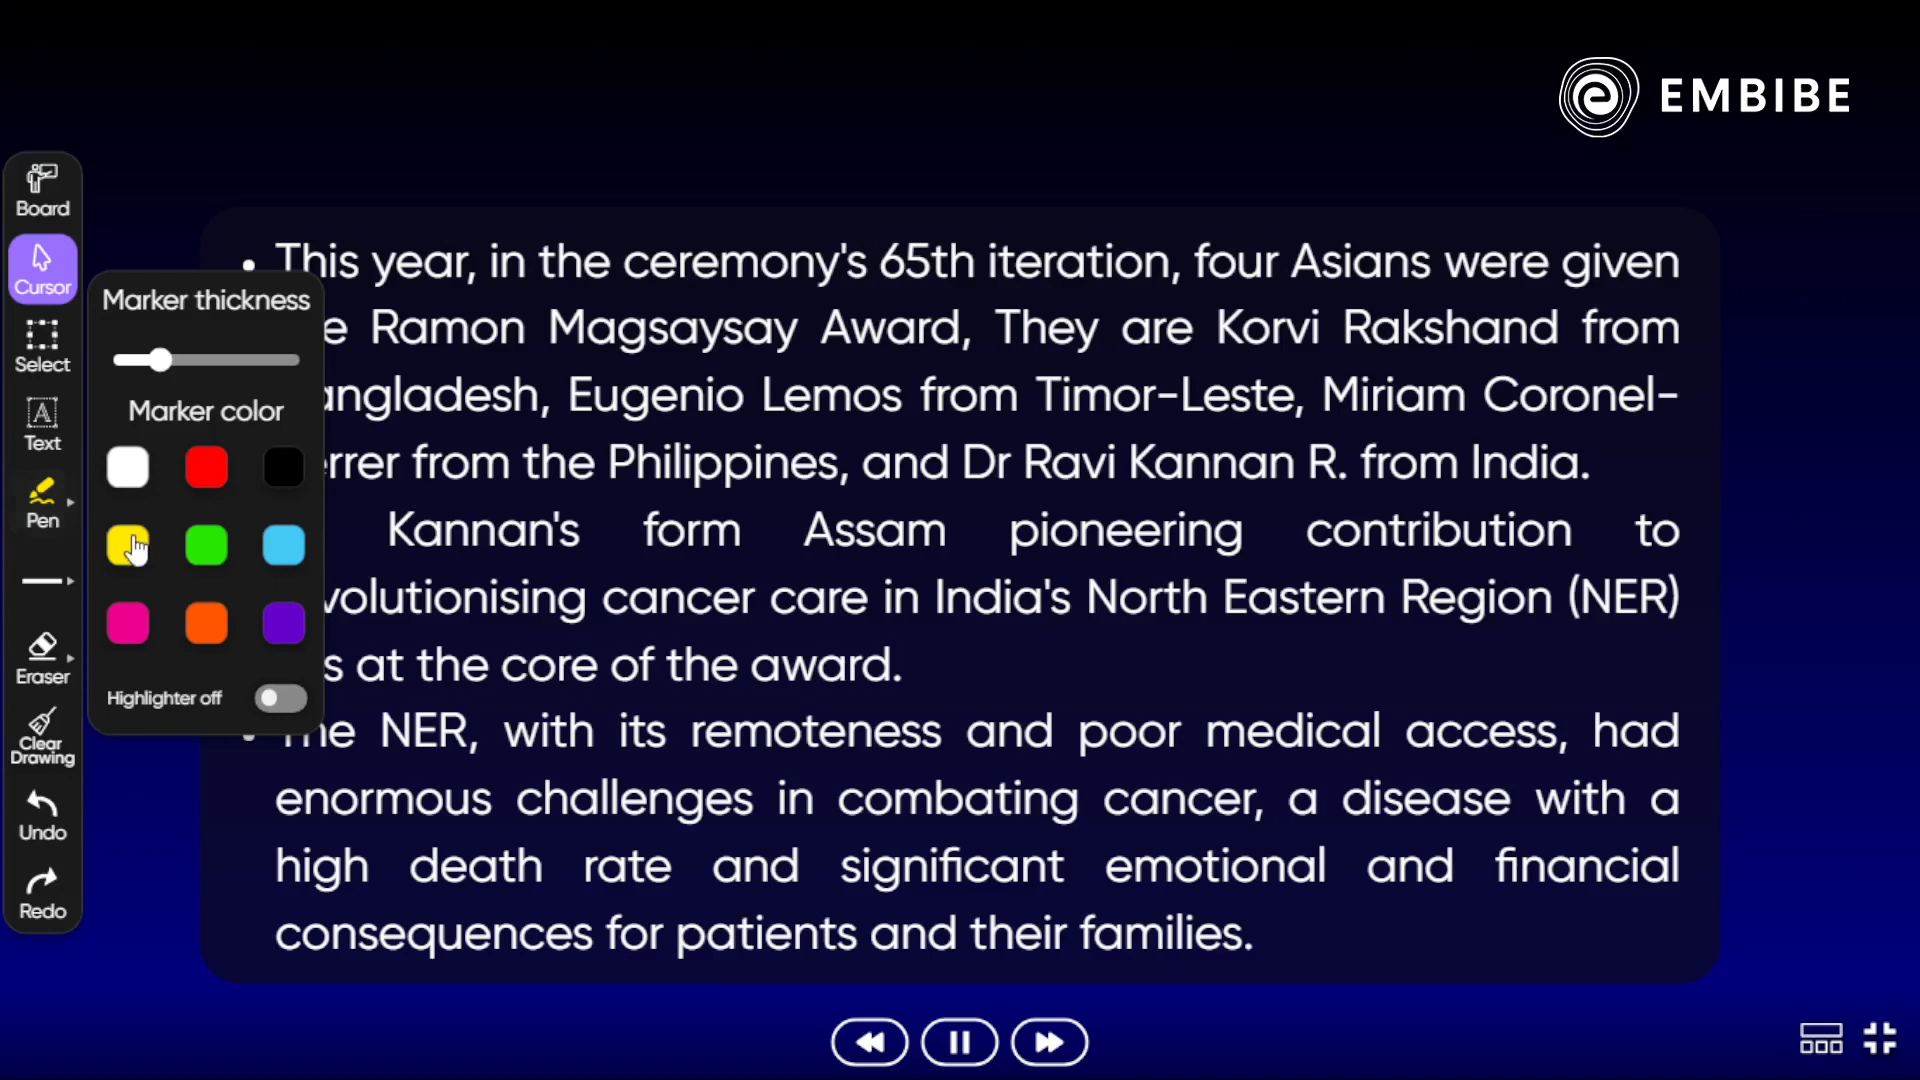 EMBIBE
Board
Cursor
Select
Text
Pen
Eraser
Clear
Drawing
Undo
Redo
Marker thickness
Marker color
Highlighter off
• This year, in the ceremony's 65th iteration, four Asians were given
Ramon Magsaysay Award, They are Korvi Rakshand from
angladesh, Eugenio Lemos from Timor-Leste, Miriam Coronel-
errer from the Philippines, and Dr Ravi Kannan R. from India.
Kannan's form Assam pioneering contribution to
volutionising cancer care in India's North Eastern Region (NER)
s at the core of the award.
• The NER, with its remoteness and poor medical access, had
enormous challenges in combating cancer, a disease with a
high death rate and significant emotional and financial
consequences for patients and their families.